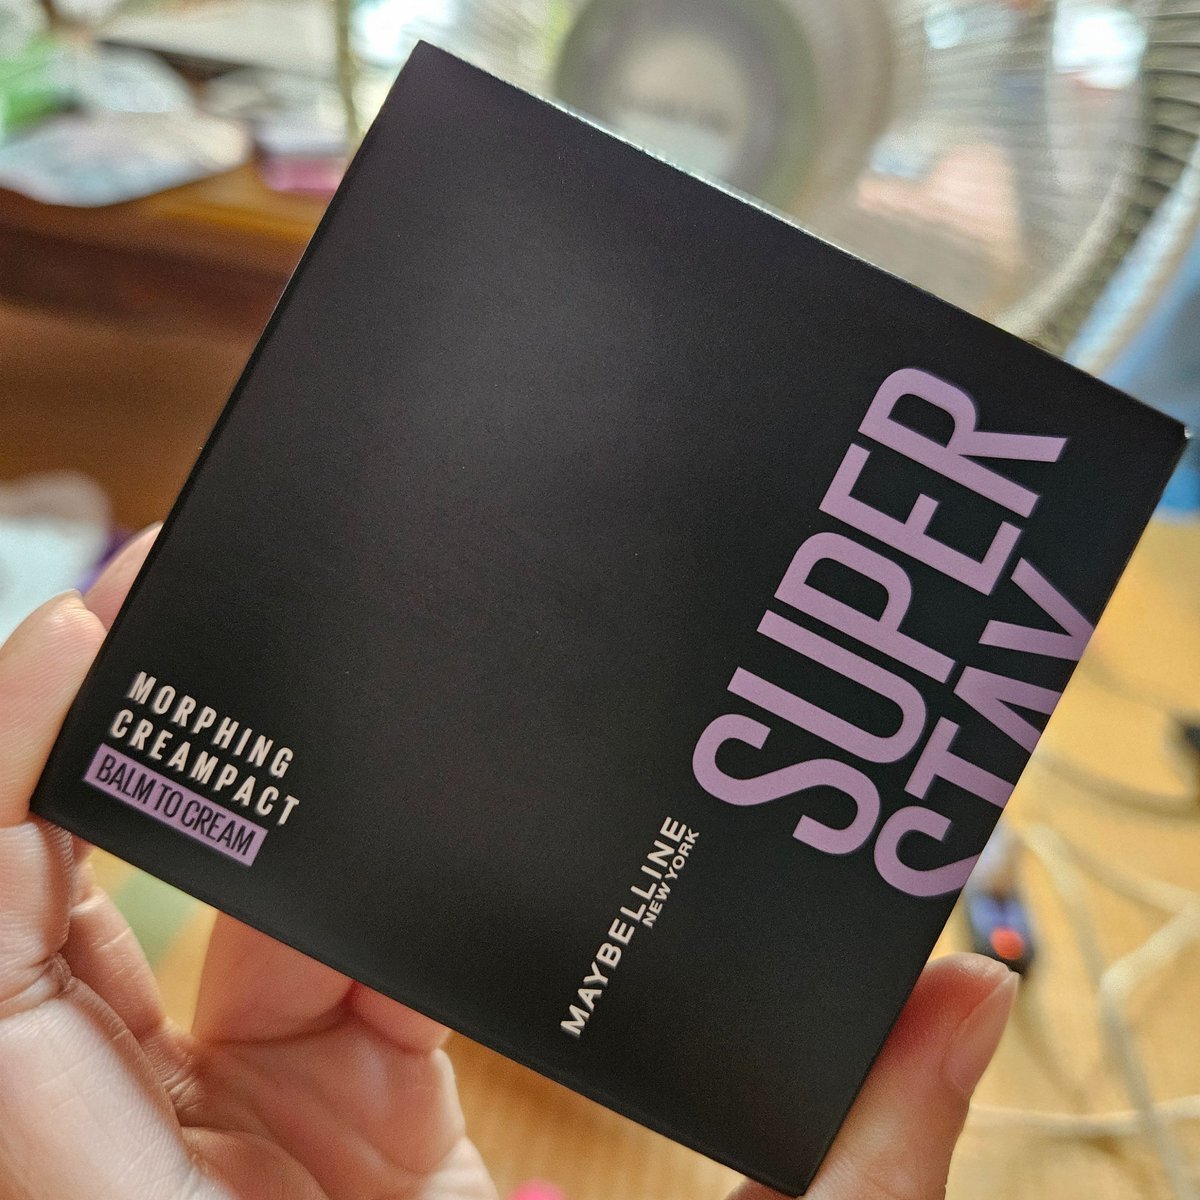 SUPER
STAY
MAYBELLINE
NEW YORK
MORPHING
CREAMPACT
BALM TO CREAM